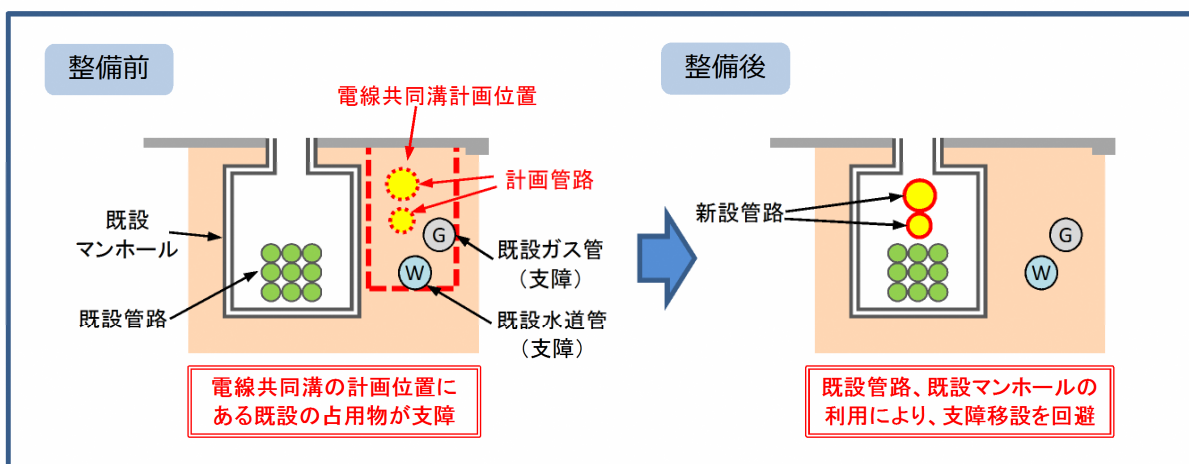 整備前
整備後
電線共同溝計画位置
計画管路
既設
マンホール
新設管路
G
G
既設ガス管
（支障）
W
W
既設管路
既設水道管
（支障）
電線共同溝の計画位置に
ある既設の占用物が支障
既設管路、既設マンホールの
利用により、支障移設を回避